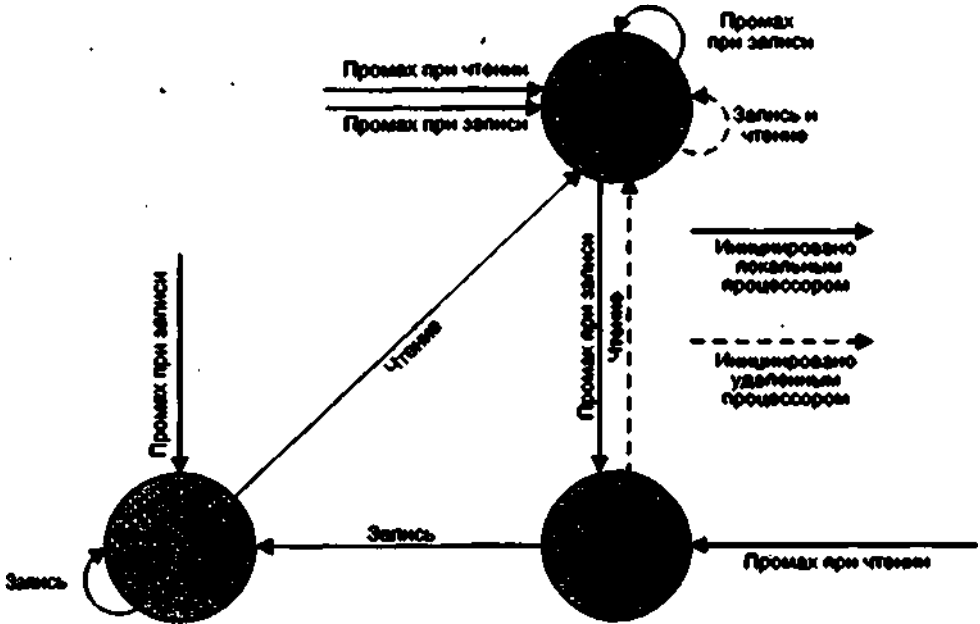 Промах
при записи
Промах при чтении
Промах при записи
Запись и
чтение
Инициировано
локальным
процессором
Промах при записи
Чтение
Промах при записи
Чтение
Инициировано
удаленным
процессором
Запись
Запись
Промах при чтении